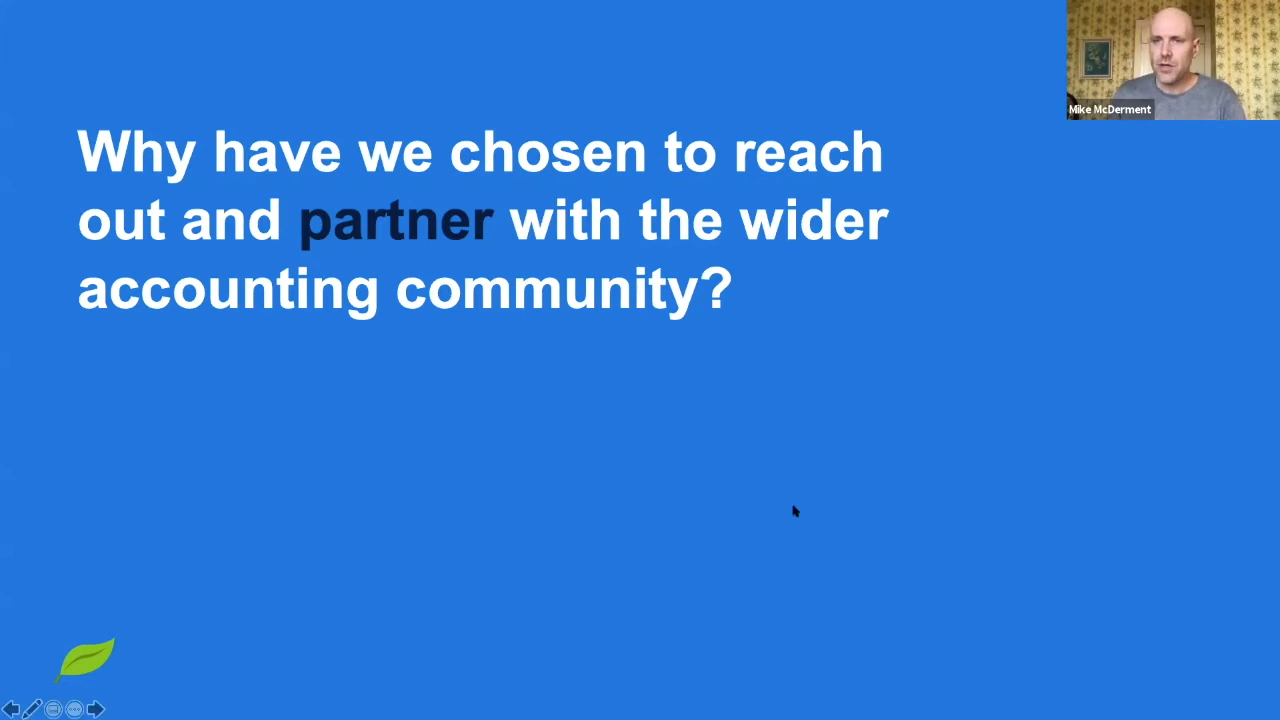 Why have we chosen to reach
out and partner with the wider
accounting community?
Mike McDerment